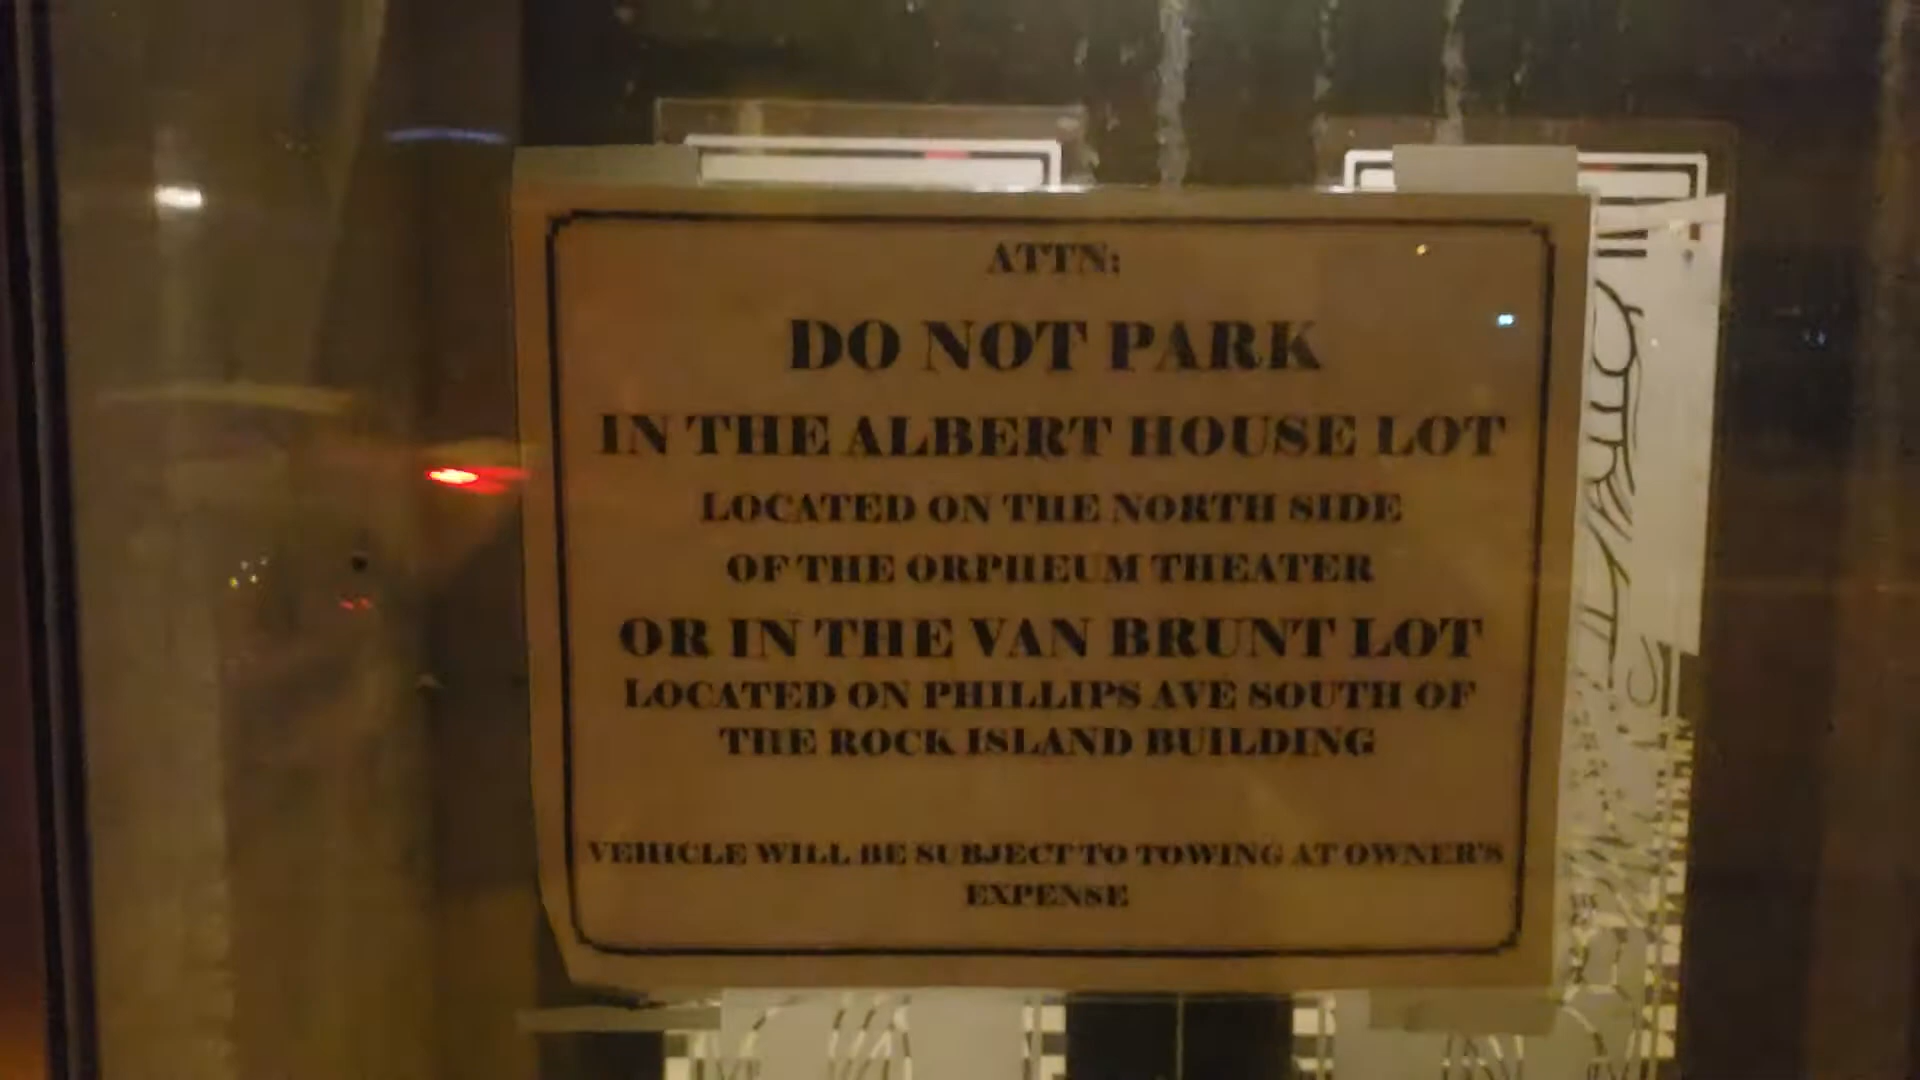 ATTN:
DO NOT PARK
IN THE ALBERT HOUSE LOT
LOCATED ON THE NORTH SIDE
OF THE ORPHEUM THEATER
OR IN THE VAN BRUNT LOT
LOCATED ON PHILLIPS AVE SOUTH OF
THE ROCK ISLAND BUILDING
VEHICLE WILL BE SUBJECT TO TOWING AT OWNER'S
EXPENSE